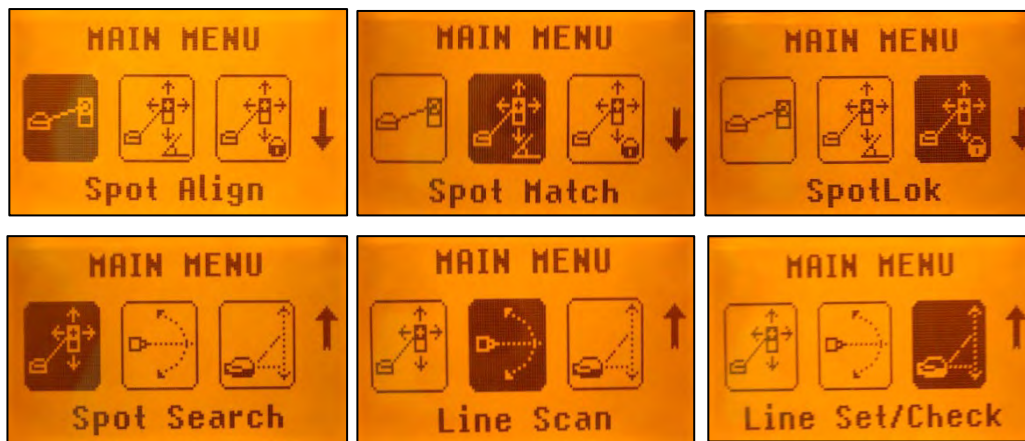 MAIN MENU
Spot Align
MAIN MENU
Spot Match
MAIN MENU
SpotLok
MAIN MENU
Spot Search
MAIN MENU
Line Scan
MAIN MENU
Line Set/Check